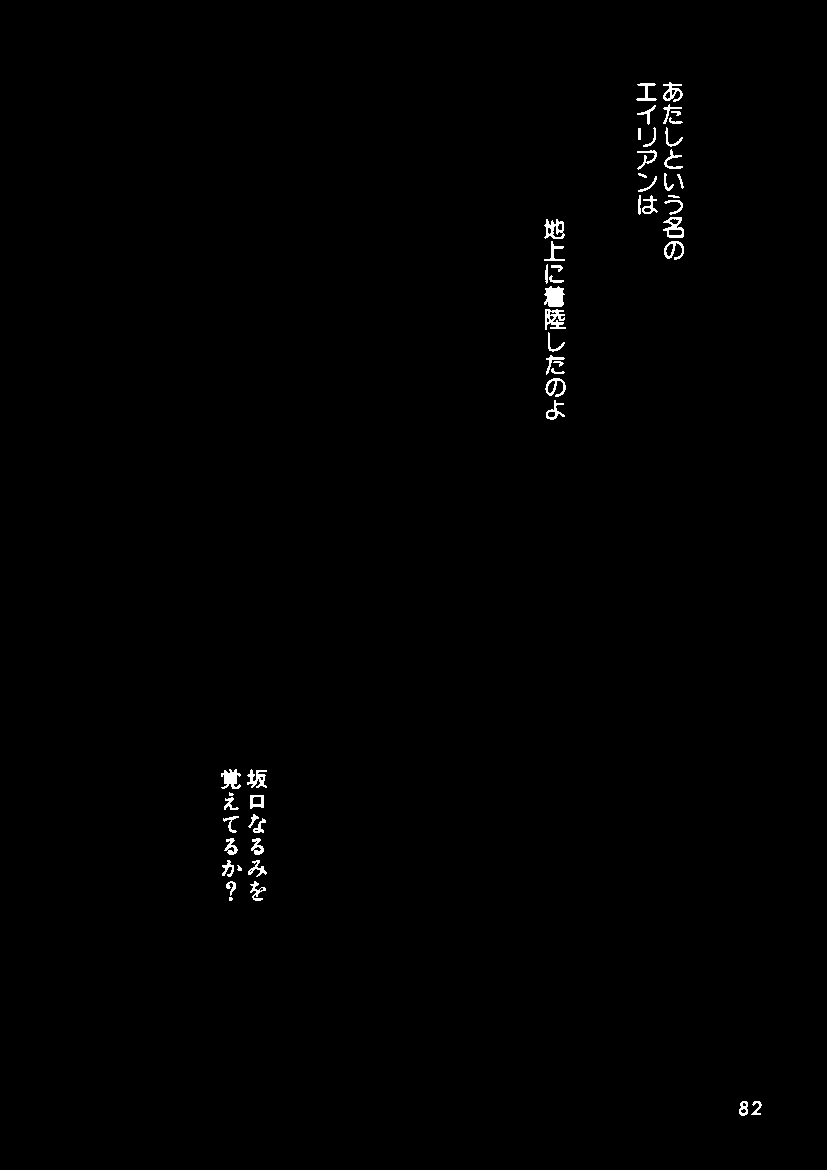 あたしという名の
エイリアンは
地上に着陸したのよ
坂口なるみを
覚えてるか？
82